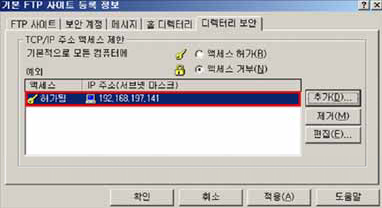 기본 FTP 사이트 등록 정보
FTP 사이트 보안 계정 메시지 홈 디렉터리 디렉터리 보안
TCP/IP 주소 액세스 제한
기본적으로 모든 컴퓨터에 액세스 허가(R)
액세스 거부(N)
예외
액세스 IP 주소(서브넷 마스크)
허가됨 192.168.197.141
추가(D)...
제거(M)
편집(E)...
확인 취소 적용(A) 도움말